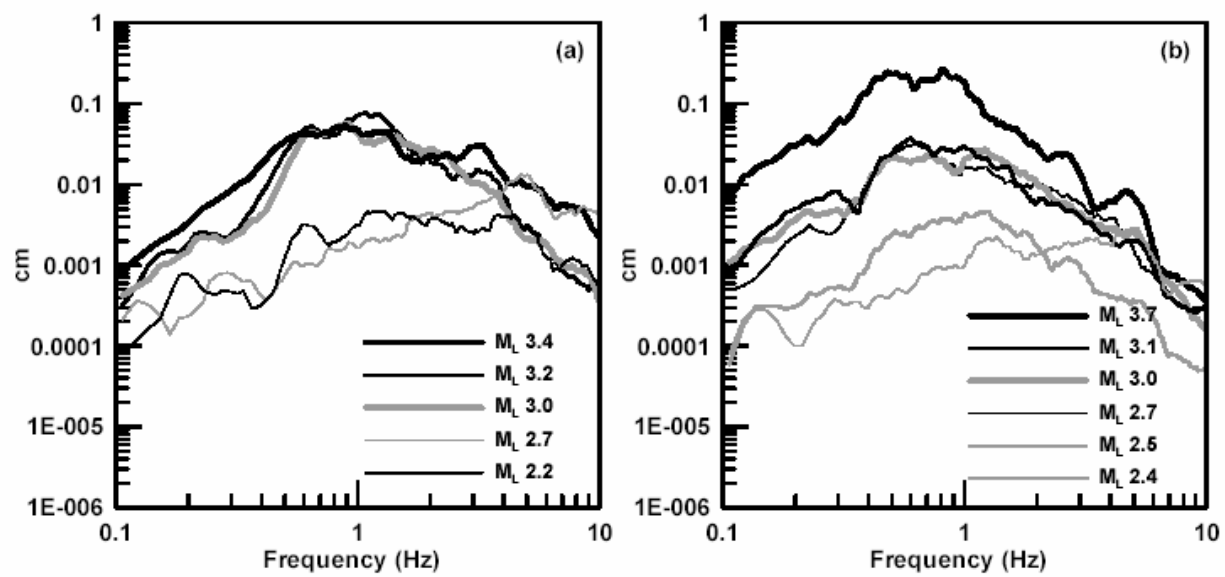 (a)
1
0.1
0.01
0.001
0.0001
1E-005
1E-006
cm
0.1 1 10
Frequency (Hz)
ML 3.4
ML 3.2
ML 3.0
ML 2.7
ML 2.2
(b)
1
0.1
0.01
0.001
0.0001
1E-005
1E-006
cm
0.1 1 10
Frequency (Hz)
ML 3.7
ML 3.1
ML 3.0
ML 2.7
ML 2.5
ML 2.4